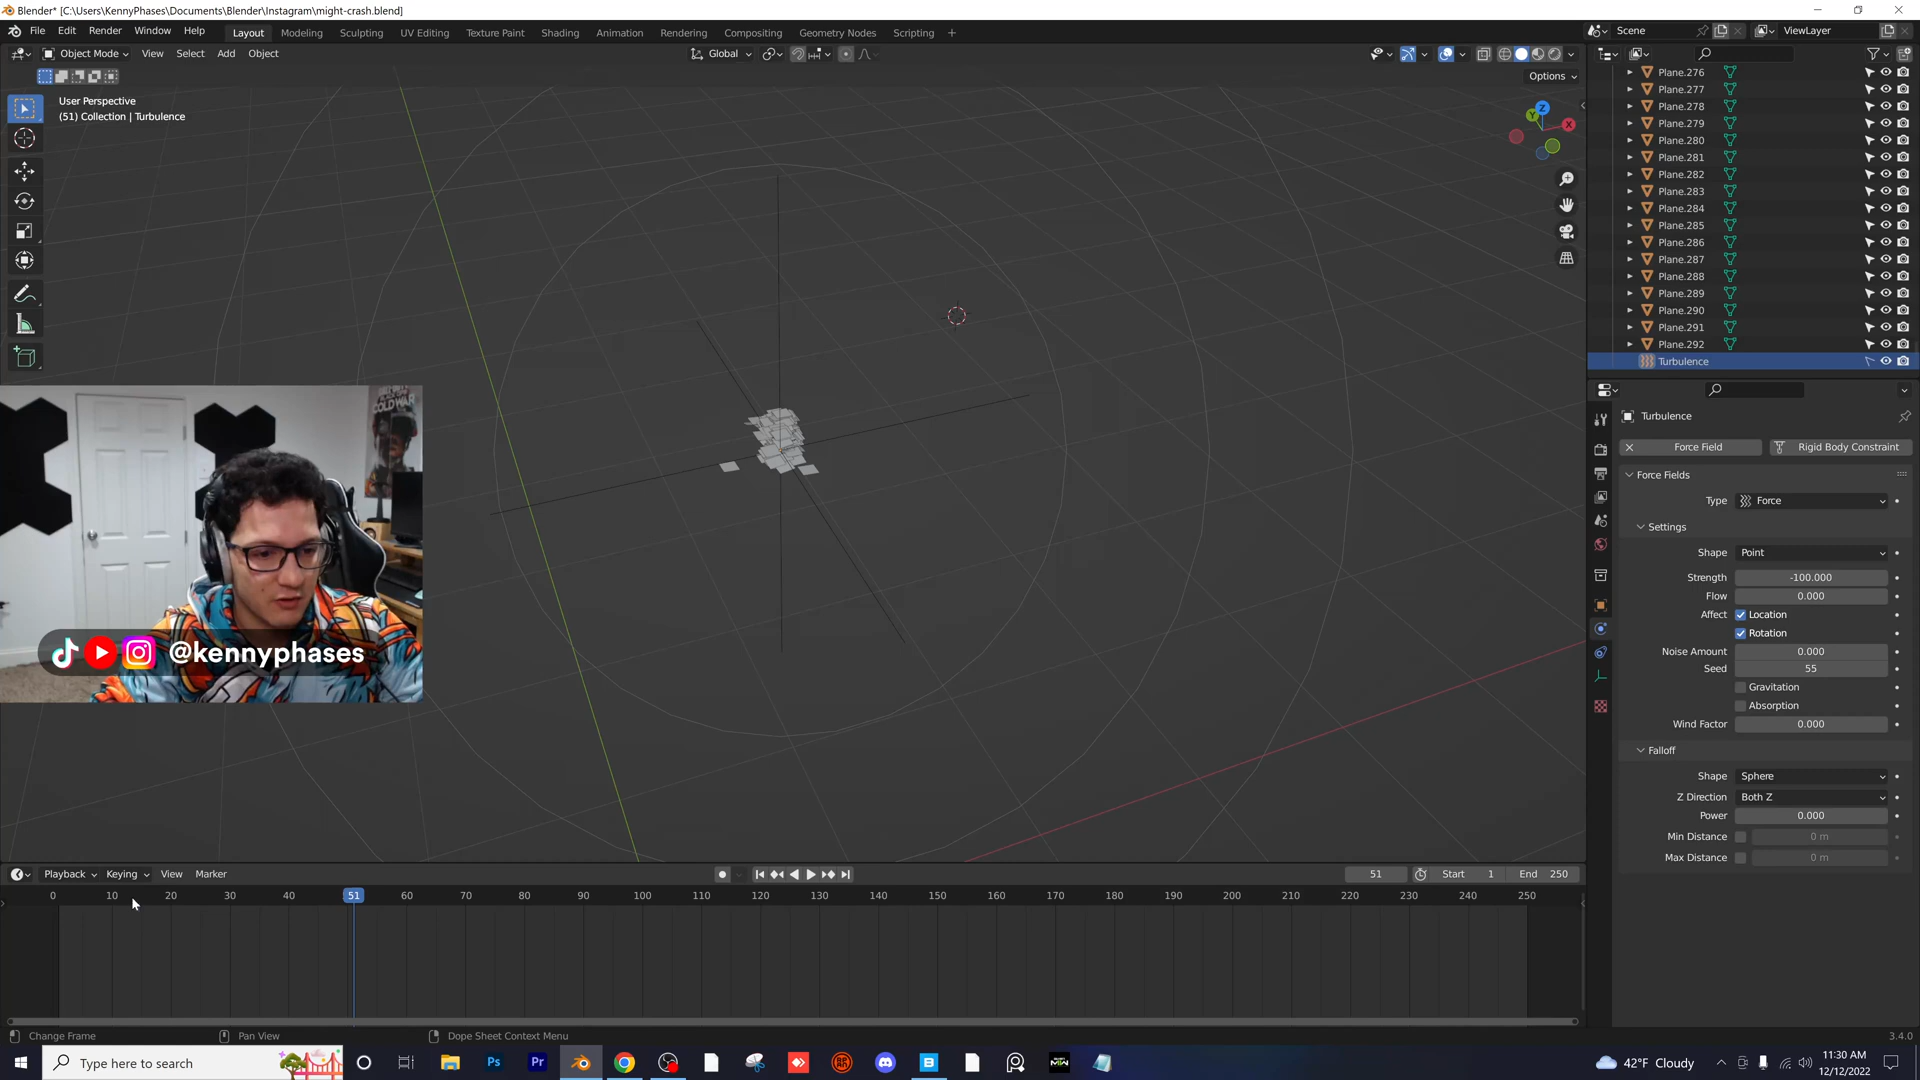 Blender* [C:\Users\KennyPhases\Documents\Blender\Instagram\might-crash.blend]
File Edit Render Window Help Layout Modeling Sculpting UV Editing Texture Paint Shading Animation Rendering Compositing Geometry Nodes Scripting +
Scene ViewLayer
Object Mode View Select Add Object Global
Options
User Perspective
(51) Collection | Turbulence
Z
Y
X
Plane.276
Plane.277
Plane.278
Plane.279
Plane.280
Plane.281
Plane.282
Plane.283
Plane.284
Plane.285
Plane.286
Plane.287
Plane.288
Plane.289
Plane.290
Plane.291
Plane.292
Turbulence
Turbulence
Force Field Rigid Body Constraint
Force Fields
Type Force
Settings
Shape Point
Strength -100.000
Flow 0.000
Affect Location
Rotation
Noise Amount 0.000
Seed 55
Gravitation
Absorption
Wind Factor 0.000
Falloff
Shape Sphere
Z Direction Both Z
Power 0.000
Min Distance 0 m
Max Distance 0 m
COLD WAR
@kennyphases
Playback Keying View Marker 51 Start 1 End 250
0 10 20 30 40 51 60 70 80 90 100 110 120 130 140 150 160 170 180 190 200 210 220 230 240 250
Change Frame Pan View Dope Sheet Context Menu 3.4.0
Type here to search Ps Pr 42°F Cloudy 11:30 AM
12/12/2022